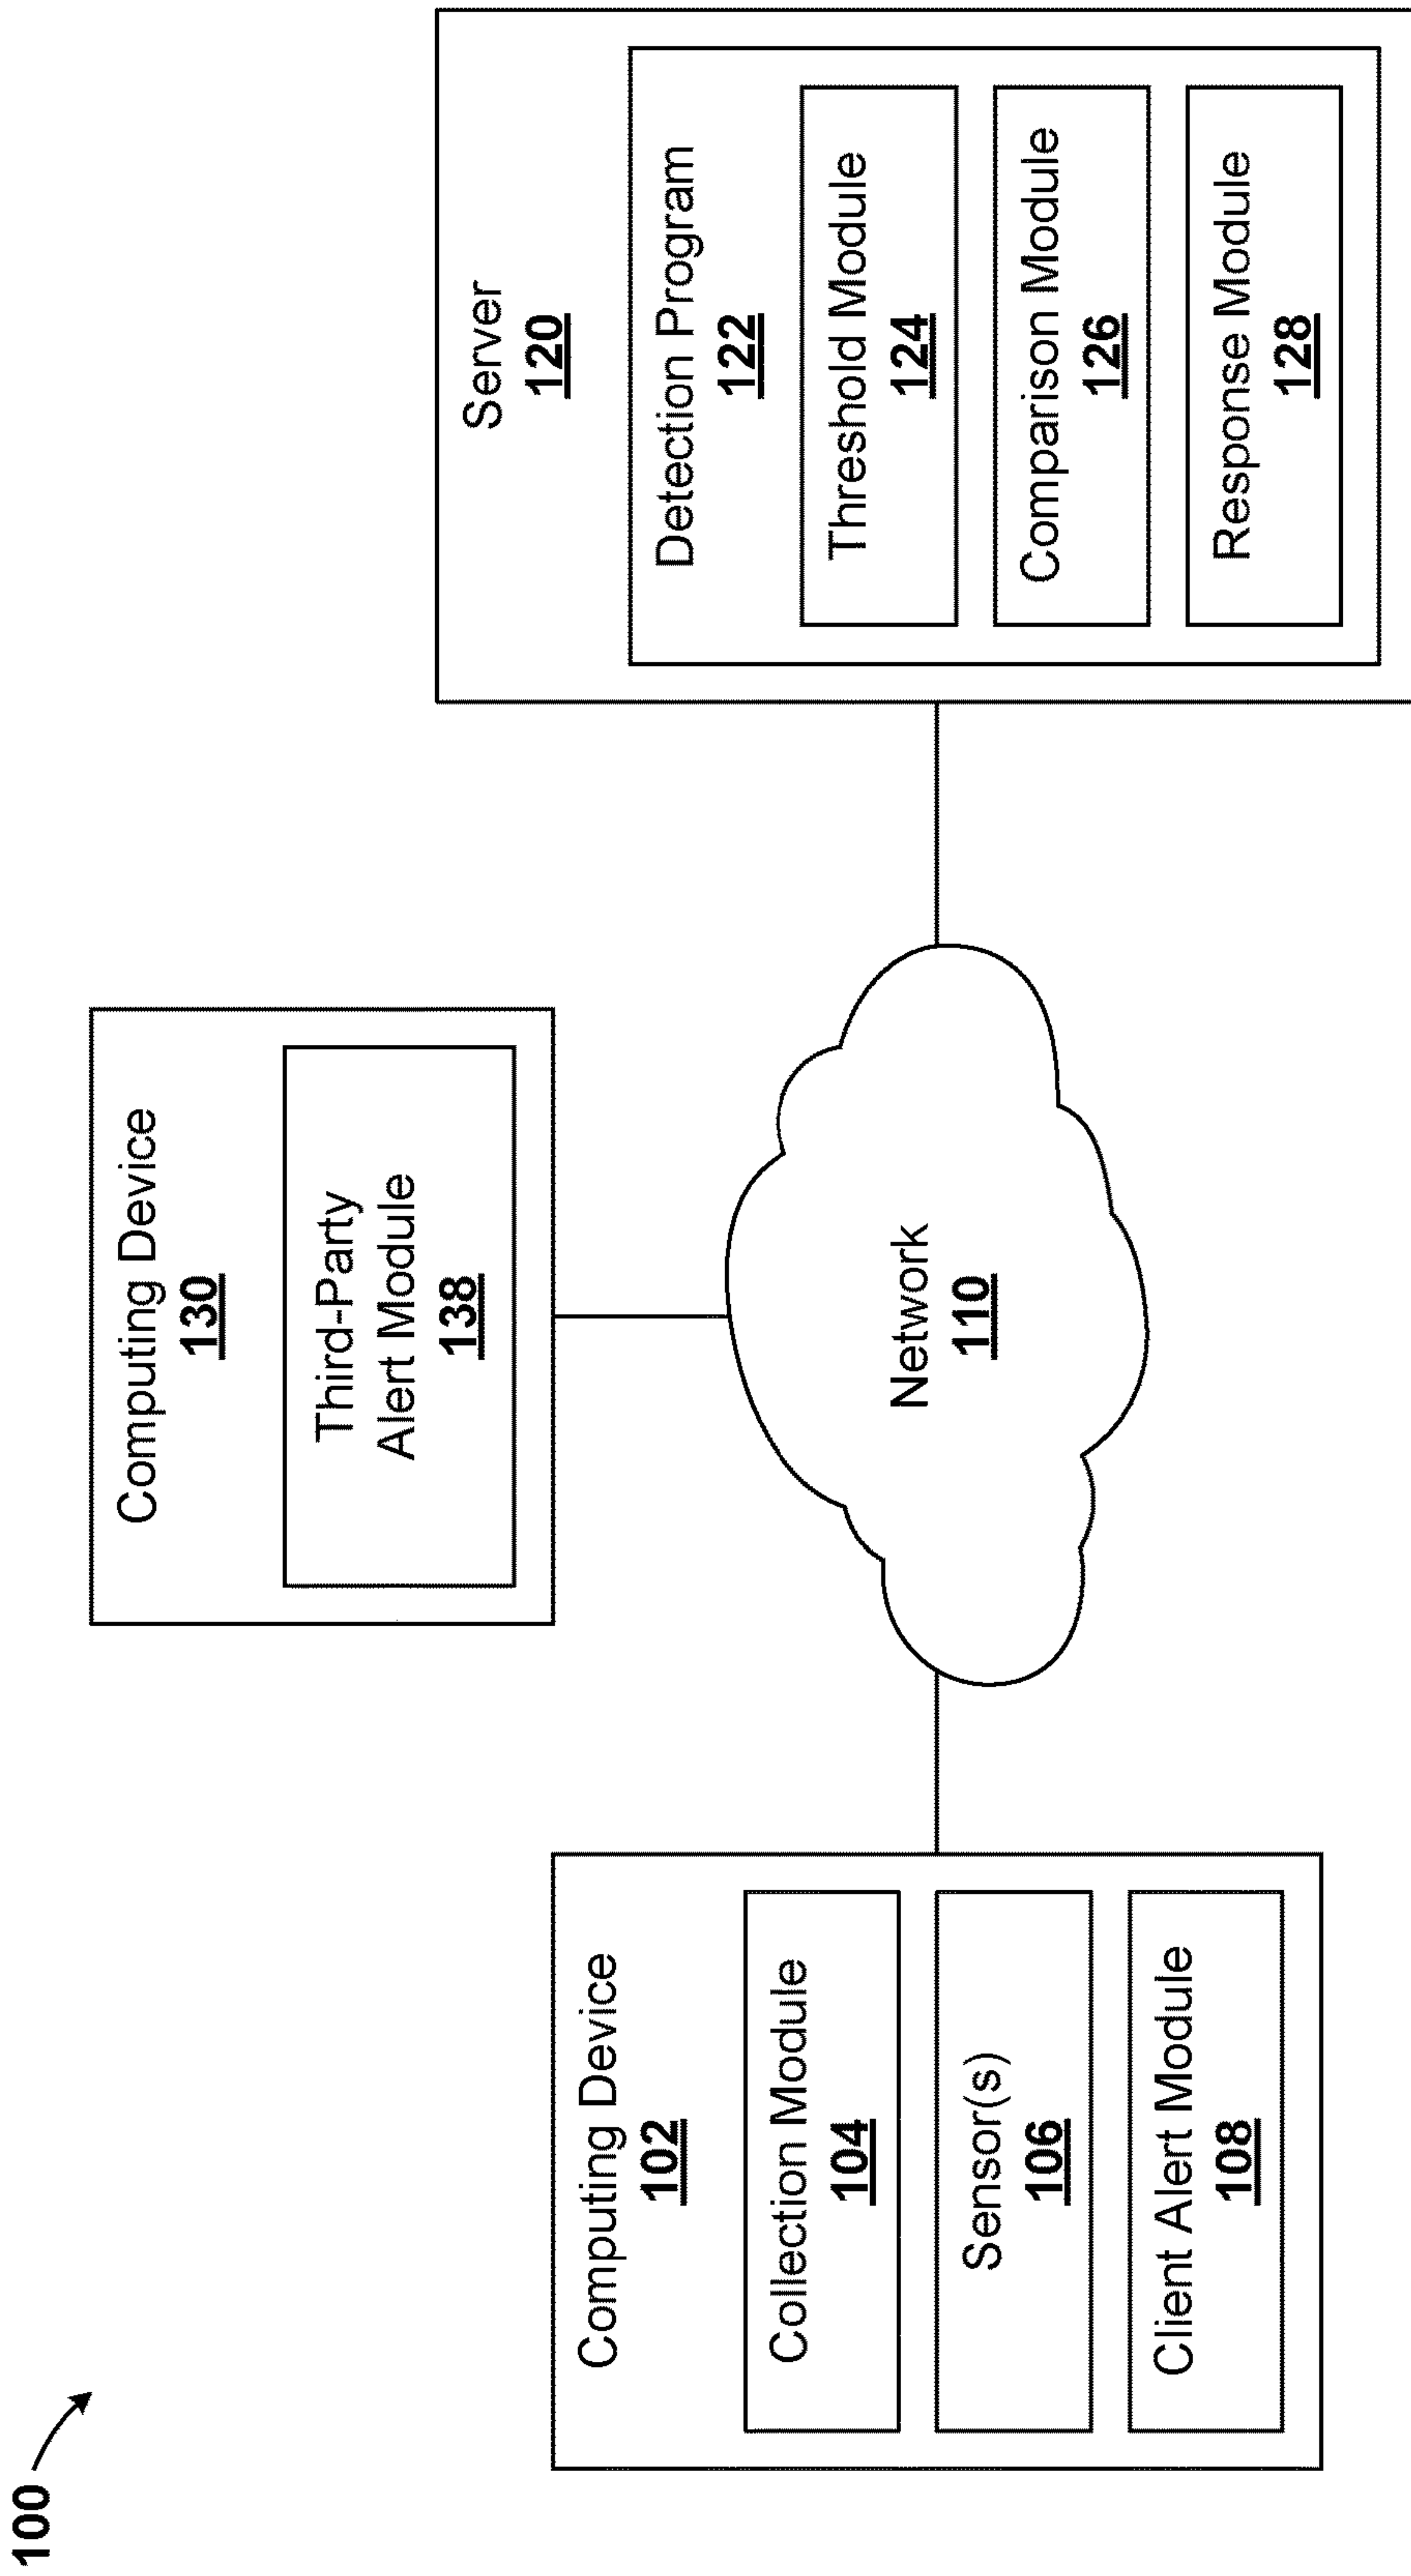 100
Computing Device
102
Collection Module
104
Sensor(s)
106
Client Alert Module
108
Computing Device
130
Third-Party
Alert Module
138
Network
110
Server
120
Detection Program
122
Threshold Module
124
Comparison Module
126
Response Module
128